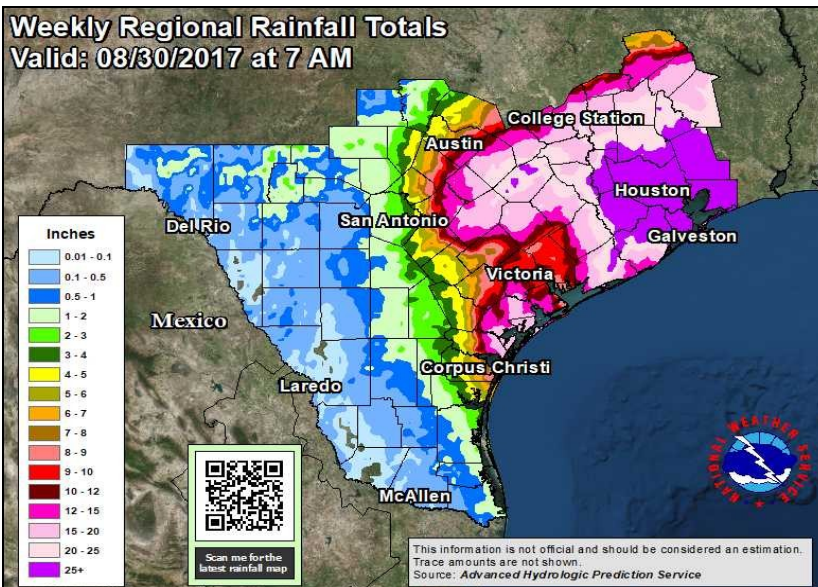 Weekly Regional Rainfall Totals
Valid: 08/30/2017 at 7 AM
College Station
Austin
Houston
Del Rio
San Antonio
Galveston
Victoria
Mexico
Corpus Christi
Laredo
McAllen
Inches
0.01 - 0.1
0.1 - 0.5
0.5 - 1
1 - 2
2 - 3
3 - 4
4 - 5
5 - 6
6 - 7
7 - 8
8 - 9
9 - 10
10 - 12
12 - 15
15 - 20
20 - 25
25+
Scan me for the
latest rainfall map
NATIONAL WEATHER SERVICE
This information is not official and should be considered an estimation.
Trace amounts are not shown.
Source: Advanced Hydrologic Prediction Service